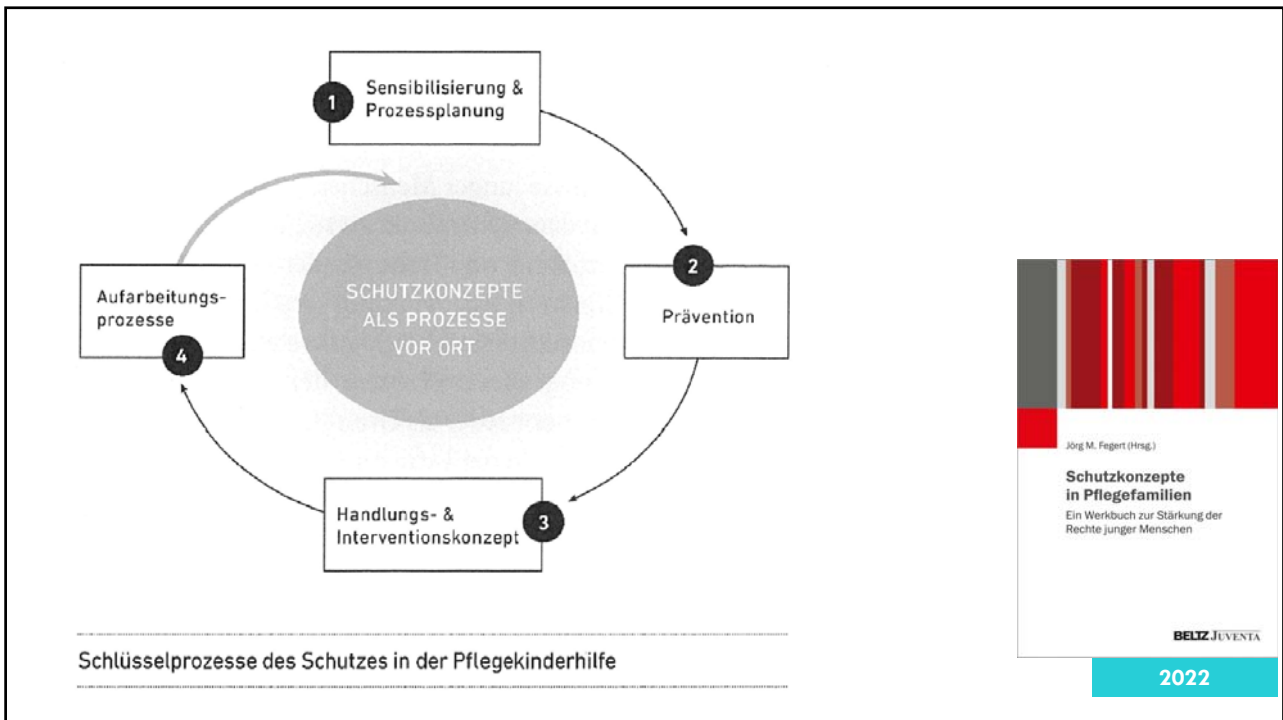 1
Sensibilisierung &
Prozessplanung
2
Prävention
SCHUTZKONZEPTE
ALS PROZESSE
VOR ORT
Aufarbeitungs-
prozesse
4
Handlungs- &
Interventionskonzept
3
Schlüsselprozesse des Schutzes in der Pflegekinderhilfe
Jörg M. Fegert (Hrsg.)
Schutzkonzepte
in Pflegefamilien
Ein Werkbuch zur Stärkung der
Rechte junger Menschen
BELTZ JUVENTA
2022